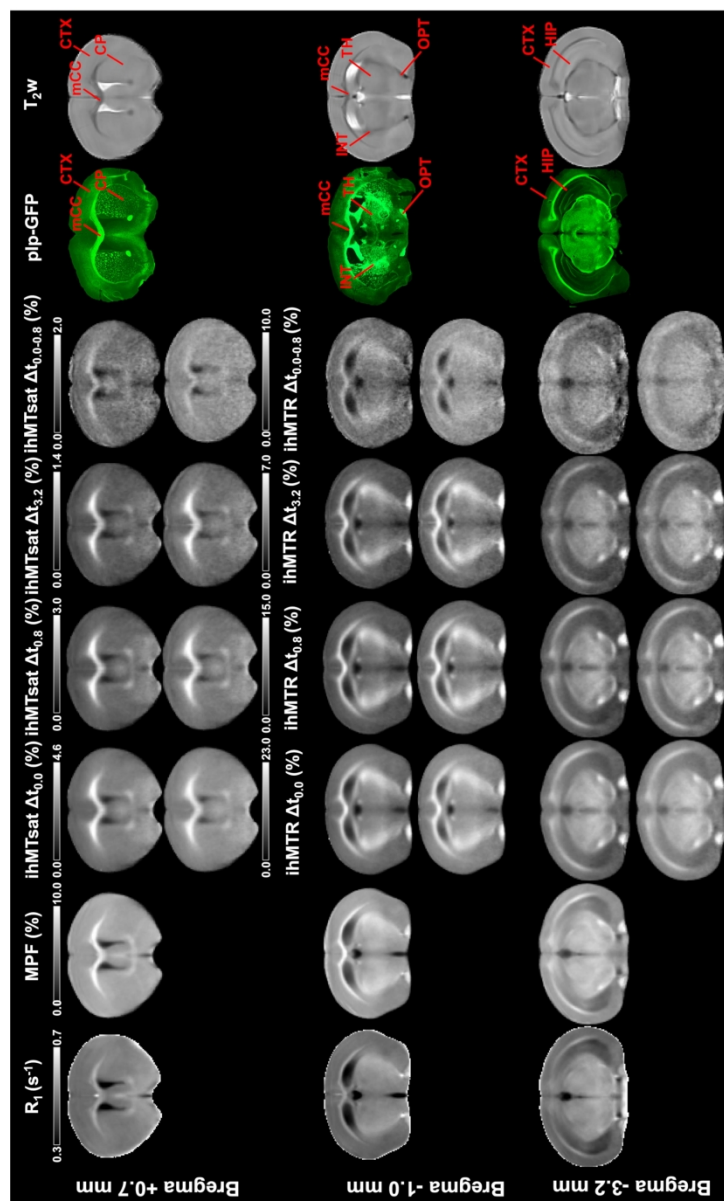 R₁ (s⁻¹) MPF (%) ihMTsat Δt₀.₀ (%) ihMTsat Δt₀.₈ (%) ihMTsat Δt₃.₂ (%) ihMTsat Δt₀.₀₋₀.₈ (%) plp-GFP T₂w
0.3 0.7 0.0 10.0 0.0 4.6 0.0 3.0 0.0 1.4 0.0 2.0
mCC CTX CP mCC CTX CP
Bregma +0.7 mm
0.0 23.0 0.0 15.0 0.0 7.0 0.0 10.0
ihMTR Δt₀.₀ (%) ihMTR Δt₀.₈ (%) ihMTR Δt₃.₂ (%) ihMTR Δt₀.₀₋₀.₈ (%)
INT mCC TH OPT INT mCC TH OPT
Bregma -1.0 mm
CTX HIP CTX HIP
Bregma -3.2 mm